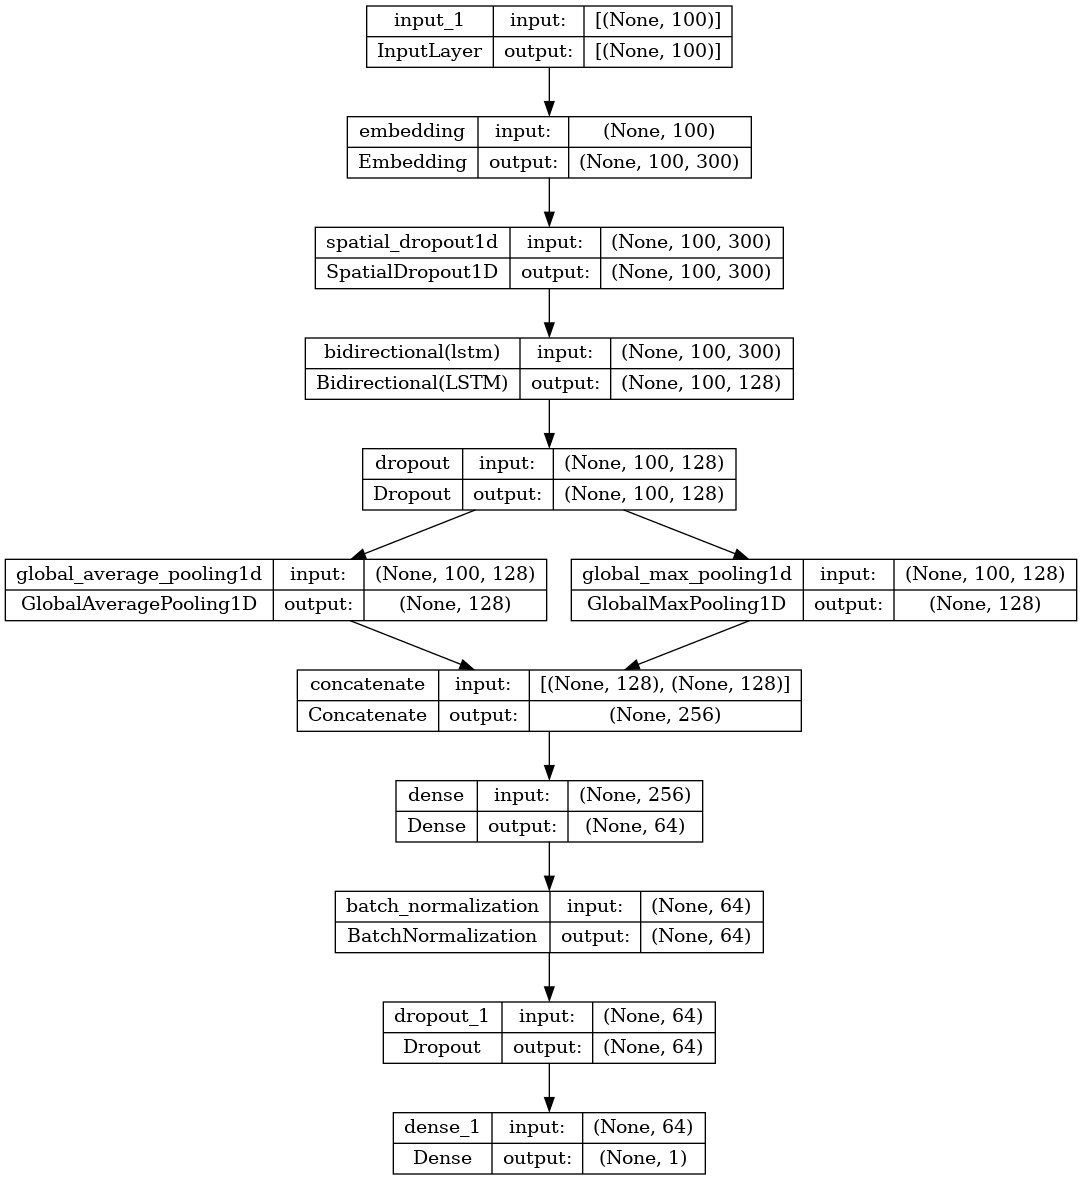 input_1 input: [(None, 100)]
InputLayer output: [(None, 100)]
embedding input: (None, 100)
Embedding output: (None, 100, 300)
spatial_dropout1d input: (None, 100, 300)
SpatialDropout1D output: (None, 100, 300)
bidirectional(lstm) input: (None, 100, 300)
Bidirectional(LSTM) output: (None, 100, 128)
dropout input: (None, 100, 128)
Dropout output: (None, 100, 128)
global_average_pooling1d input: (None, 100, 128)
GlobalAveragePooling1D output: (None, 128)
global_max_pooling1d input: (None, 100, 128)
GlobalMaxPooling1D output: (None, 128)
concatenate input: [(None, 128), (None, 128)]
Concatenate output: (None, 256)
dense input: (None, 256)
Dense output: (None, 64)
batch_normalization input: (None, 64)
BatchNormalization output: (None, 64)
dropout_1 input: (None, 64)
Dropout output: (None, 64)
dense_1 input: (None, 64)
Dense output: (None, 1)